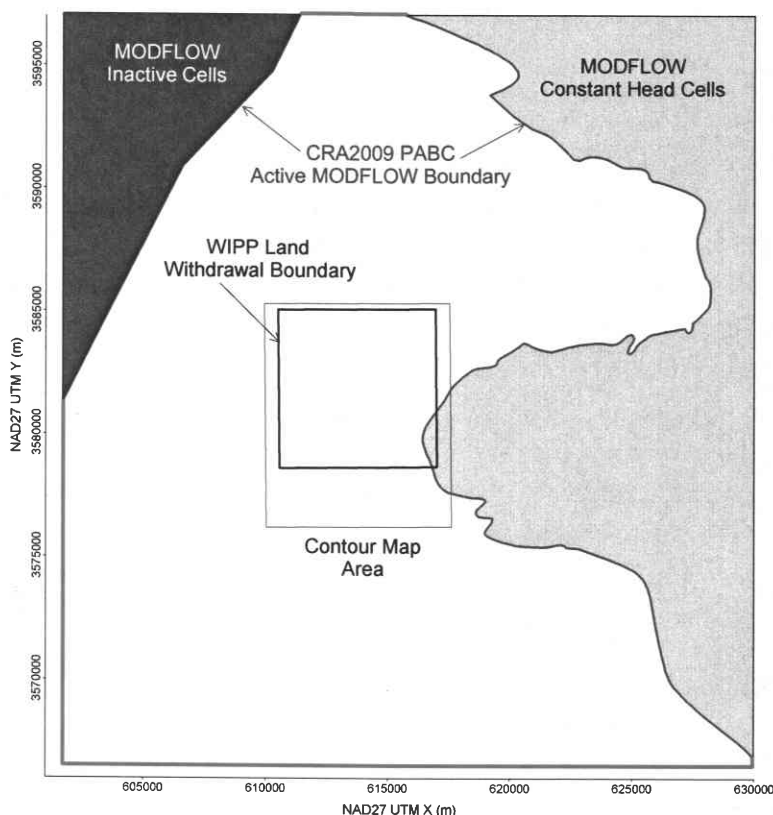 MODFLOW
Inactive Cells
MODFLOW
Constant Head Cells
CRA2009 PABC
Active MODFLOW Boundary
WIPP Land
Withdrawal Boundary
Contour Map
Area
NAD27 UTM Y (m)
3595000
3590000
3585000
3580000
3575000
3570000
605000
610000
615000
620000
625000
630000
NAD27 UTM X (m)